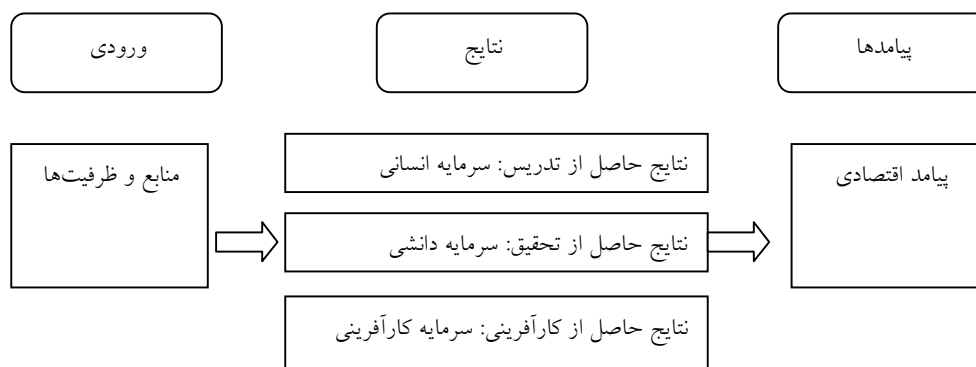 ورودی
نتایج
پیامدها
منابع و ظرفیت‌ها
نتایج حاصل از تدریس: سرمایه انسانی
نتایج حاصل از تحقیق: سرمایه دانشی
نتایج حاصل از کارآفرینی: سرمایه کارآفرینی
پیامد اقتصادی